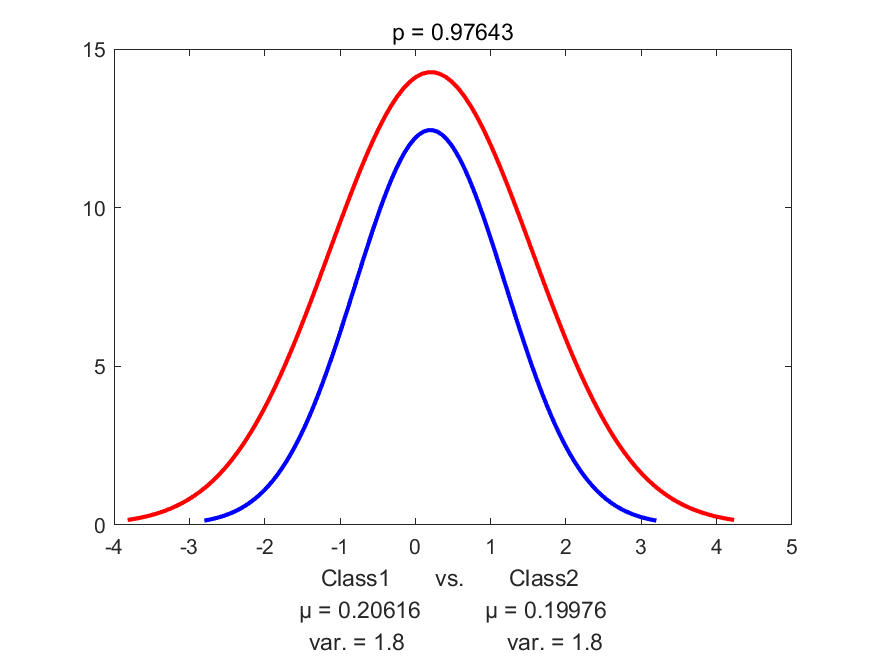 p = 0.97643
15
10
5
0
-4 -3 -2 -1 0 1 2 3 4 5
Class1 vs. Class2
μ = 0.20616 μ = 0.19976
var. = 1.8 var. = 1.8